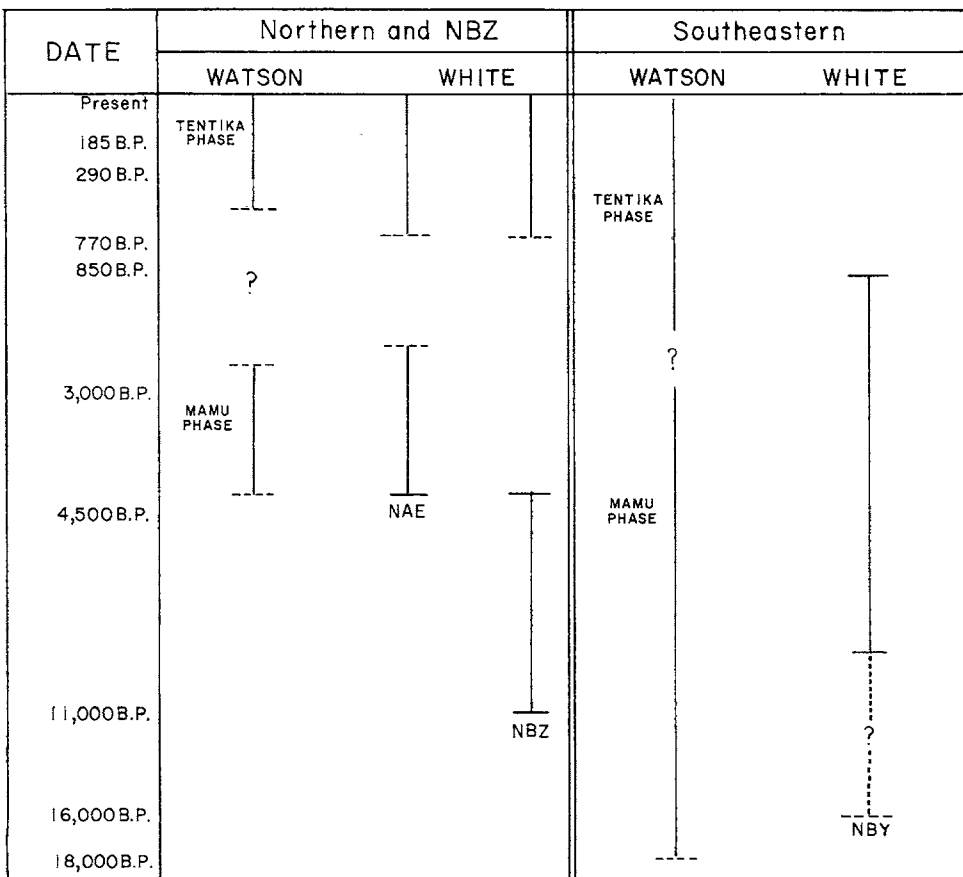 DATE
Northern and NBZ
Southeastern
WATSON
WHITE
WATSON
WHITE
Present
TENTIKA
PHASE
185 B.P.
290 B.P.
TENTIKA
PHASE
770 B.P.
850 B.P.
?
?
3,000 B.P.
MAMU
PHASE
4,500 B.P.
NAE
MAMU
PHASE
11,000 B.P.
NBZ
?
16,000 B.P.
NBY
18,000 B.P.